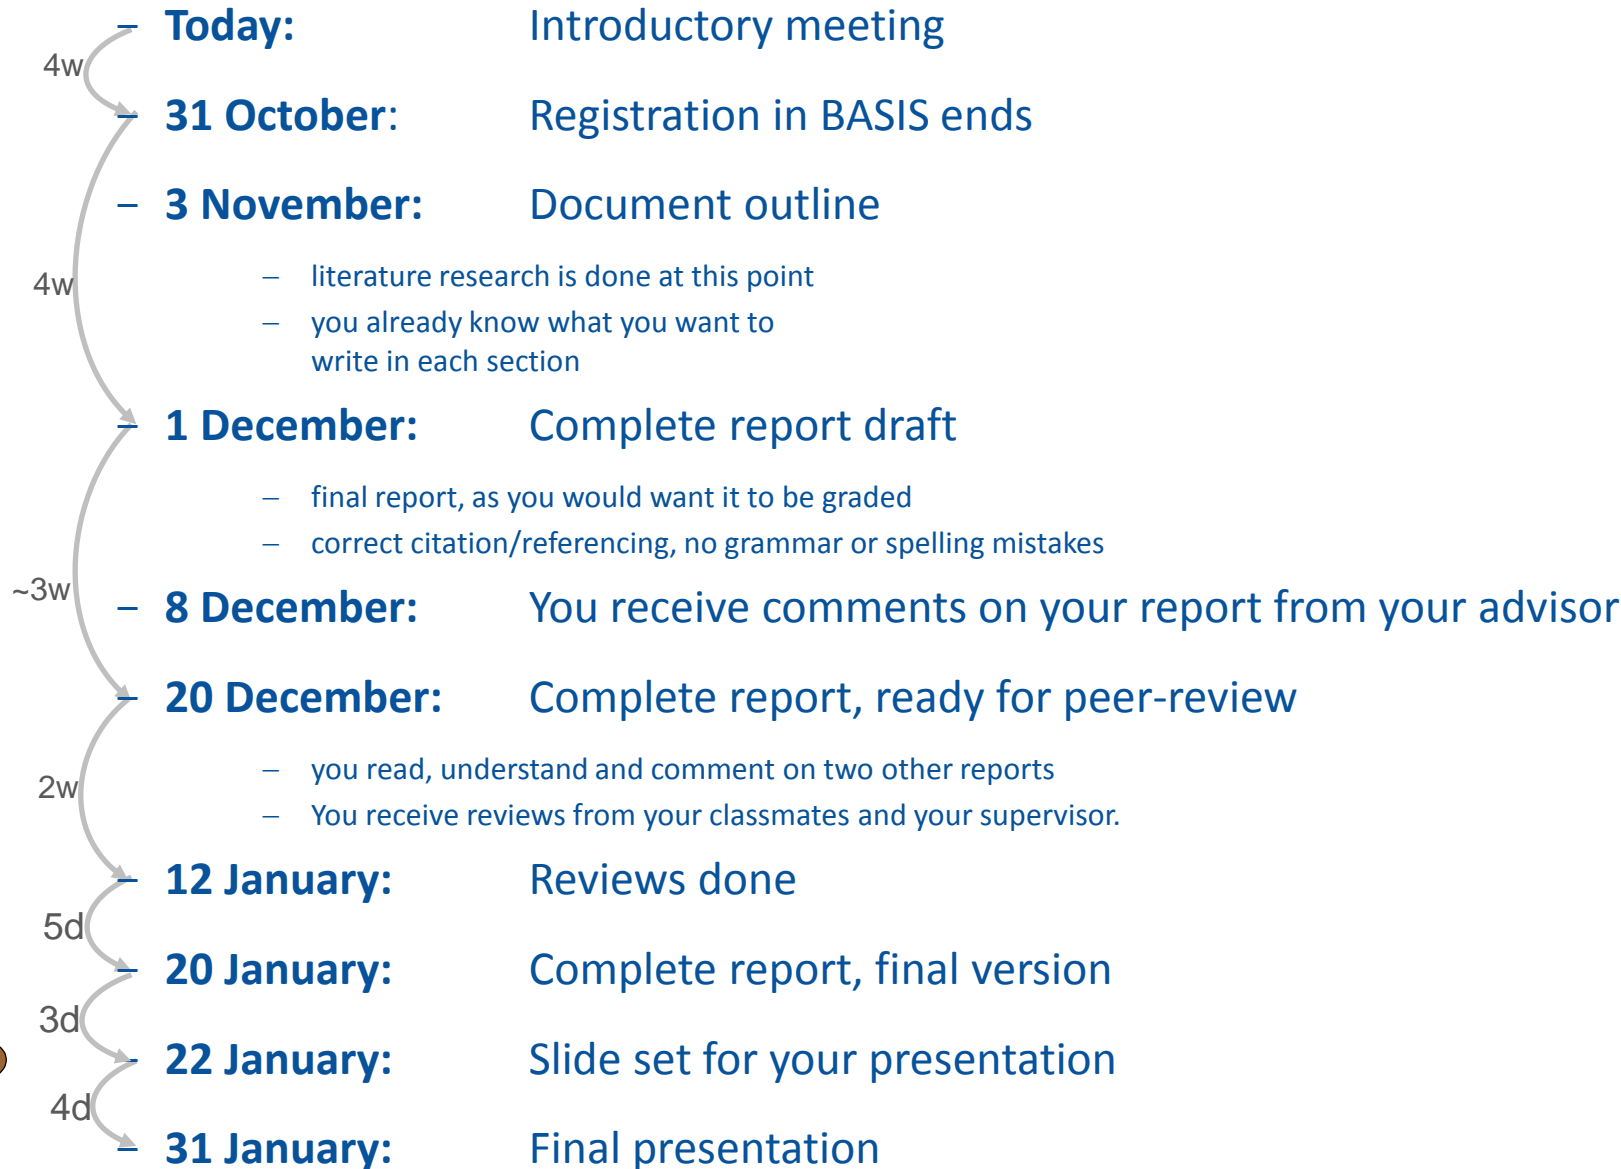 – Today: Introductory meeting
4w
– 31 October: Registration in BASIS ends
– 3 November: Document outline
– literature research is done at this point
4w
– you already know what you want to
write in each section
– 1 December: Complete report draft
– final report, as you would want it to be graded
– correct citation/referencing, no grammar or spelling mistakes
~3w
– 8 December: You receive comments on your report from your advisor
– 20 December: Complete report, ready for peer-review
– you read, understand and comment on two other reports
2w
– You receive reviews from your classmates and your supervisor.
– 12 January: Reviews done
5d
– 20 January: Complete report, final version
3d
– 22 January: Slide set for your presentation
4d
– 31 January: Final presentation